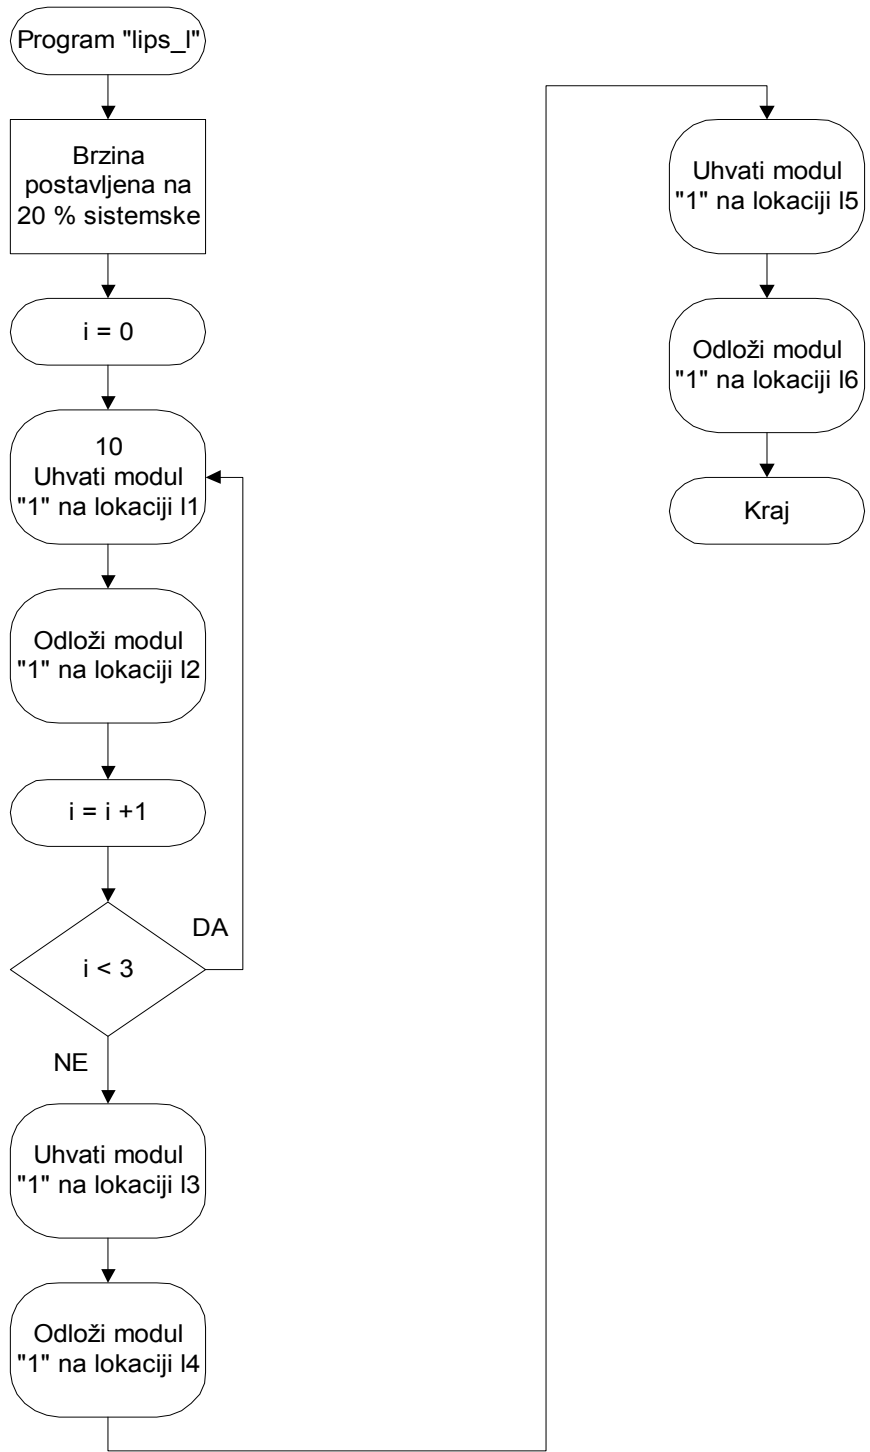 Program "lips_l"
Brzina
postavljena na
20 % sistemske
i = 0
10
Uhvati modul
"1" na lokaciji l1
Odloži modul
"1" na lokaciji l2
i = i +1
DA
i < 3
NE
Uhvati modul
"1" na lokaciji l3
Odloži modul
"1" na lokaciji l4
Uhvati modul
"1" na lokaciji l5
Odloži modul
"1" na lokaciji l6
Kraj